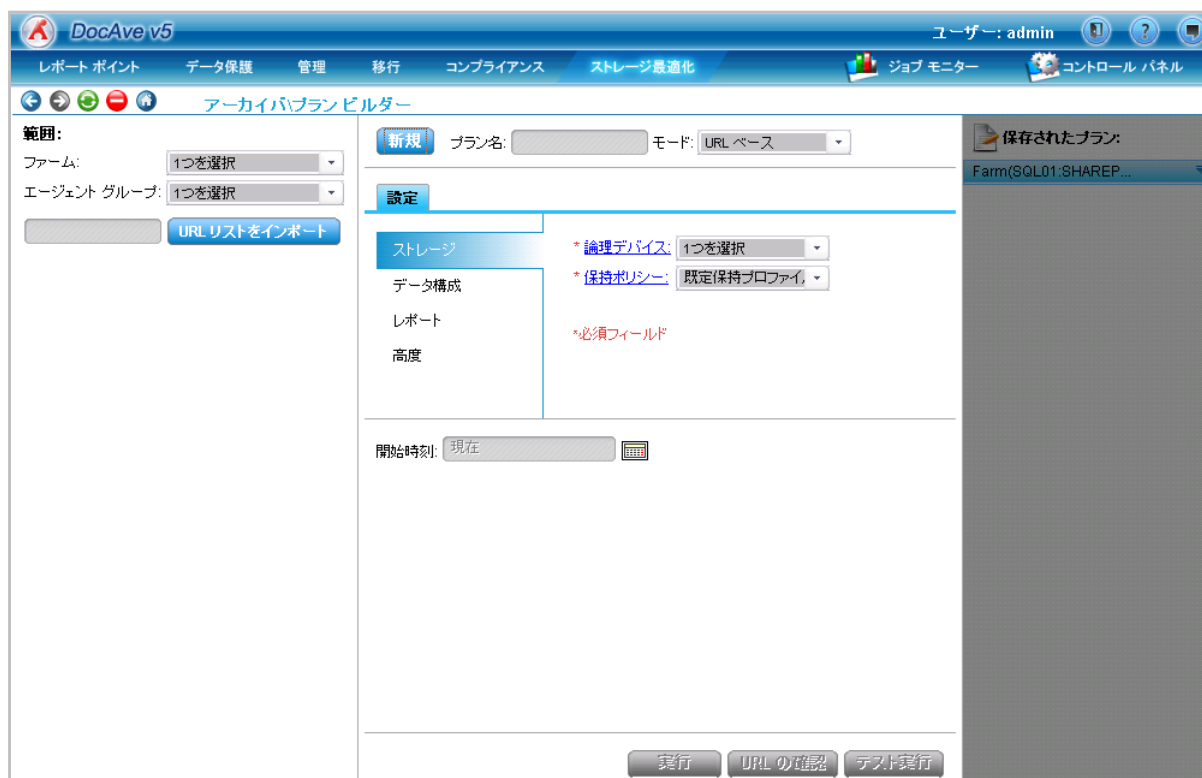 DocAve v5
ユーザー: admin
レポート ポイント データ保護 管理 移行 コンプライアンス ストレージ最適化 ジョブ モニター コントロール パネル
アーカイバ\プラン ビルダー
範囲:
ファーム: 1つを選択
エージェント グループ: 1つを選択
URL リストをインポート
新規 プラン名: モード: URL ベース
設定
ストレージ
データ構成
レポート
高度
*論理デバイス: 1つを選択
*保持ポリシー: 既定保持プロファイ
*必須フィールド
開始時刻: 現在
実行 URL の確認 テスト実行
保存されたプラン:
Farm(SQL01:SHAREP...